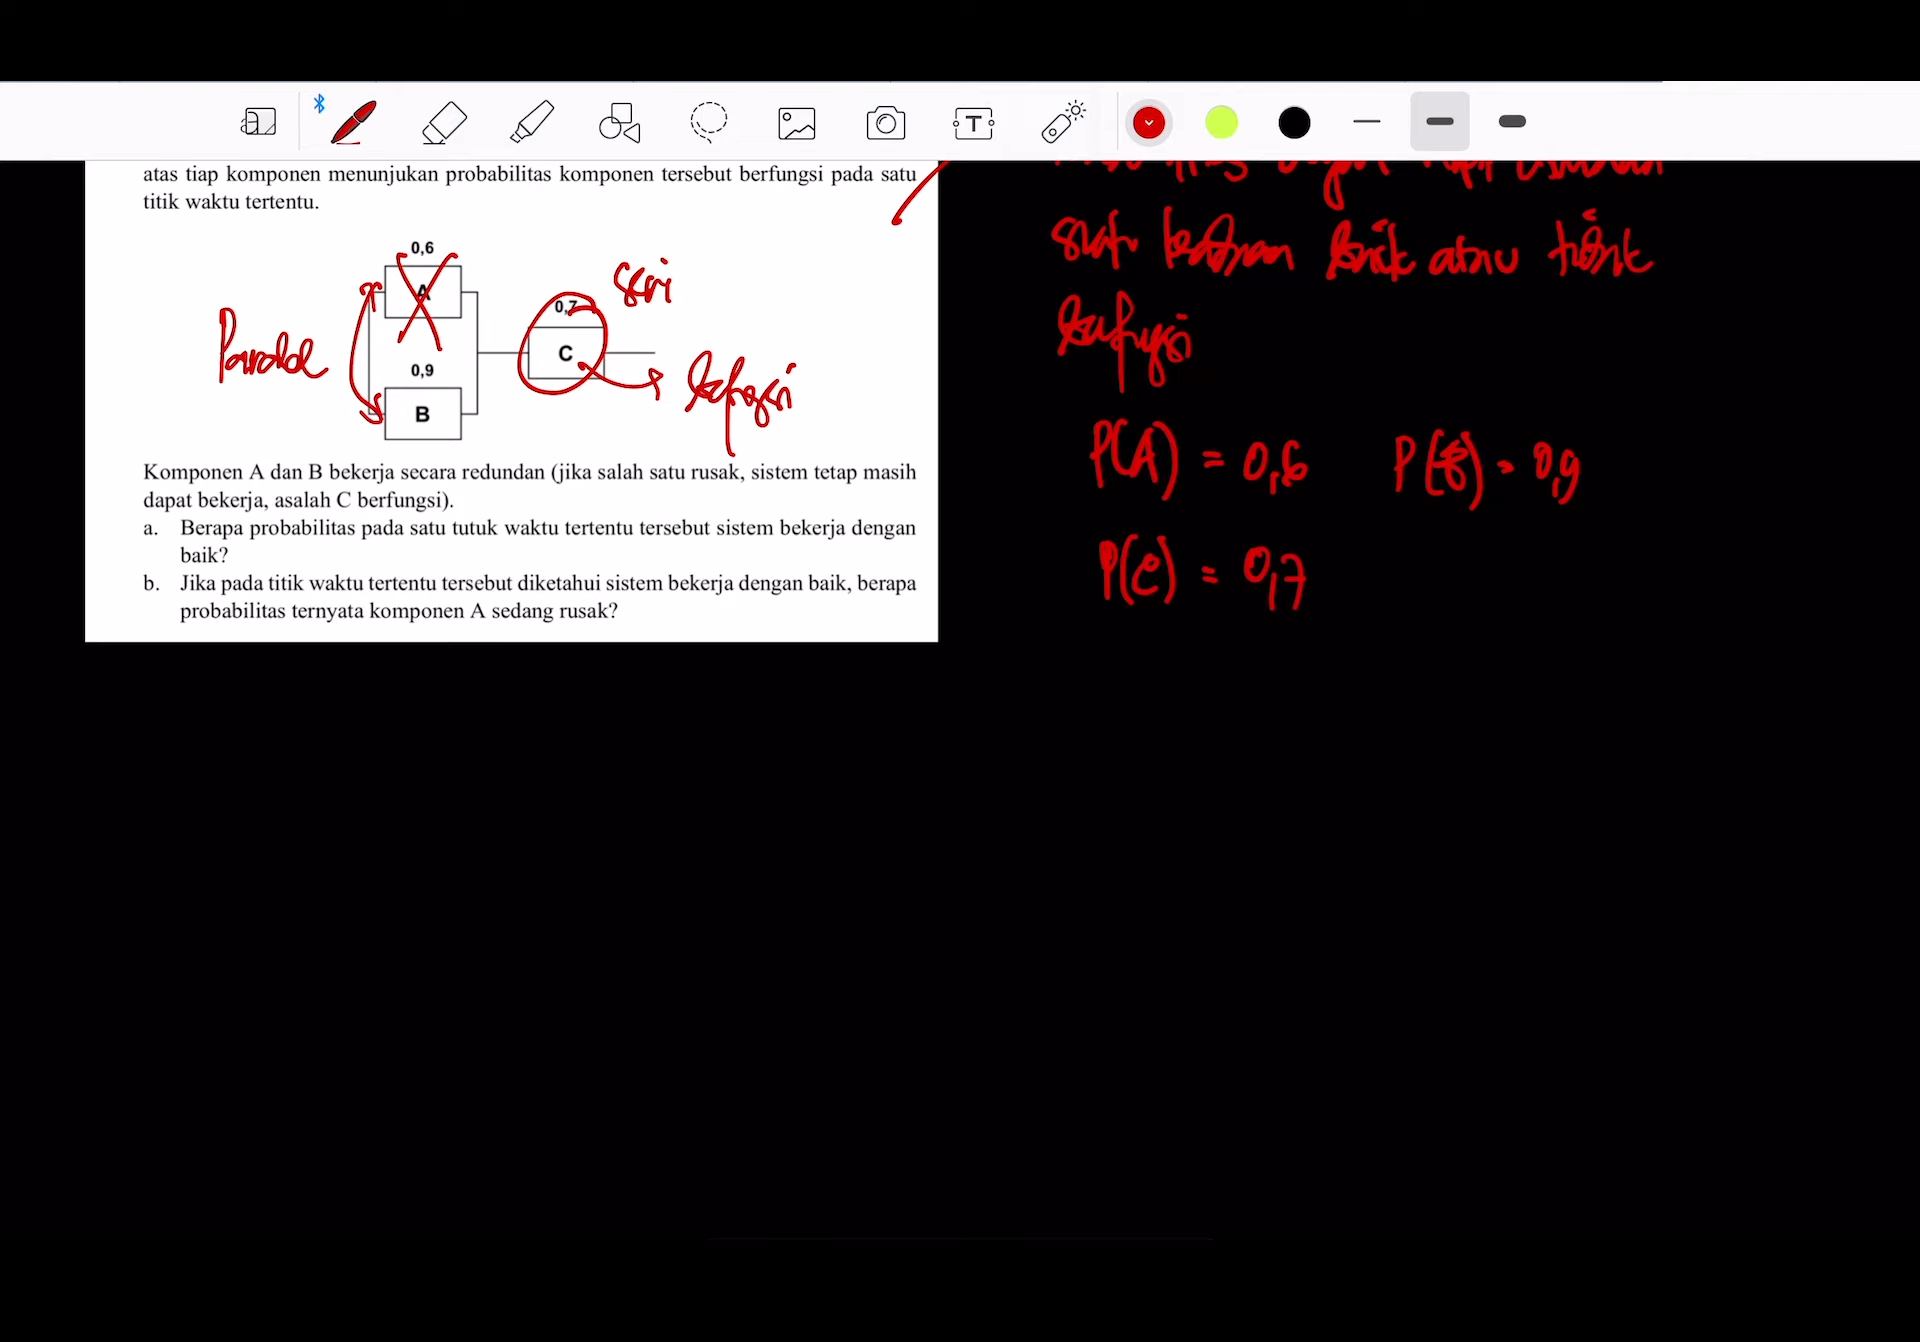 atas tiap komponen menunjukan probabilitas komponen tersebut berfungsi pada satu
titik waktu tertentu.
0,6
A
0,7
seri
C
Paralel
0,9
B
berfungsi
Komponen A dan B bekerja secara redundan (jika salah satu rusak, sistem tetap masih
dapat bekerja, asalah C berfungsi).
a. Berapa probabilitas pada satu tutuk waktu tertentu tersebut sistem bekerja dengan
baik?
b. Jika pada titik waktu tertentu tersebut diketahui sistem bekerja dengan baik, berapa
probabilitas ternyata komponen A sedang rusak?
baik atau tidak
berfungsi
P(A) = 0,6 P(B) = 0,9
P(C) = 0,7